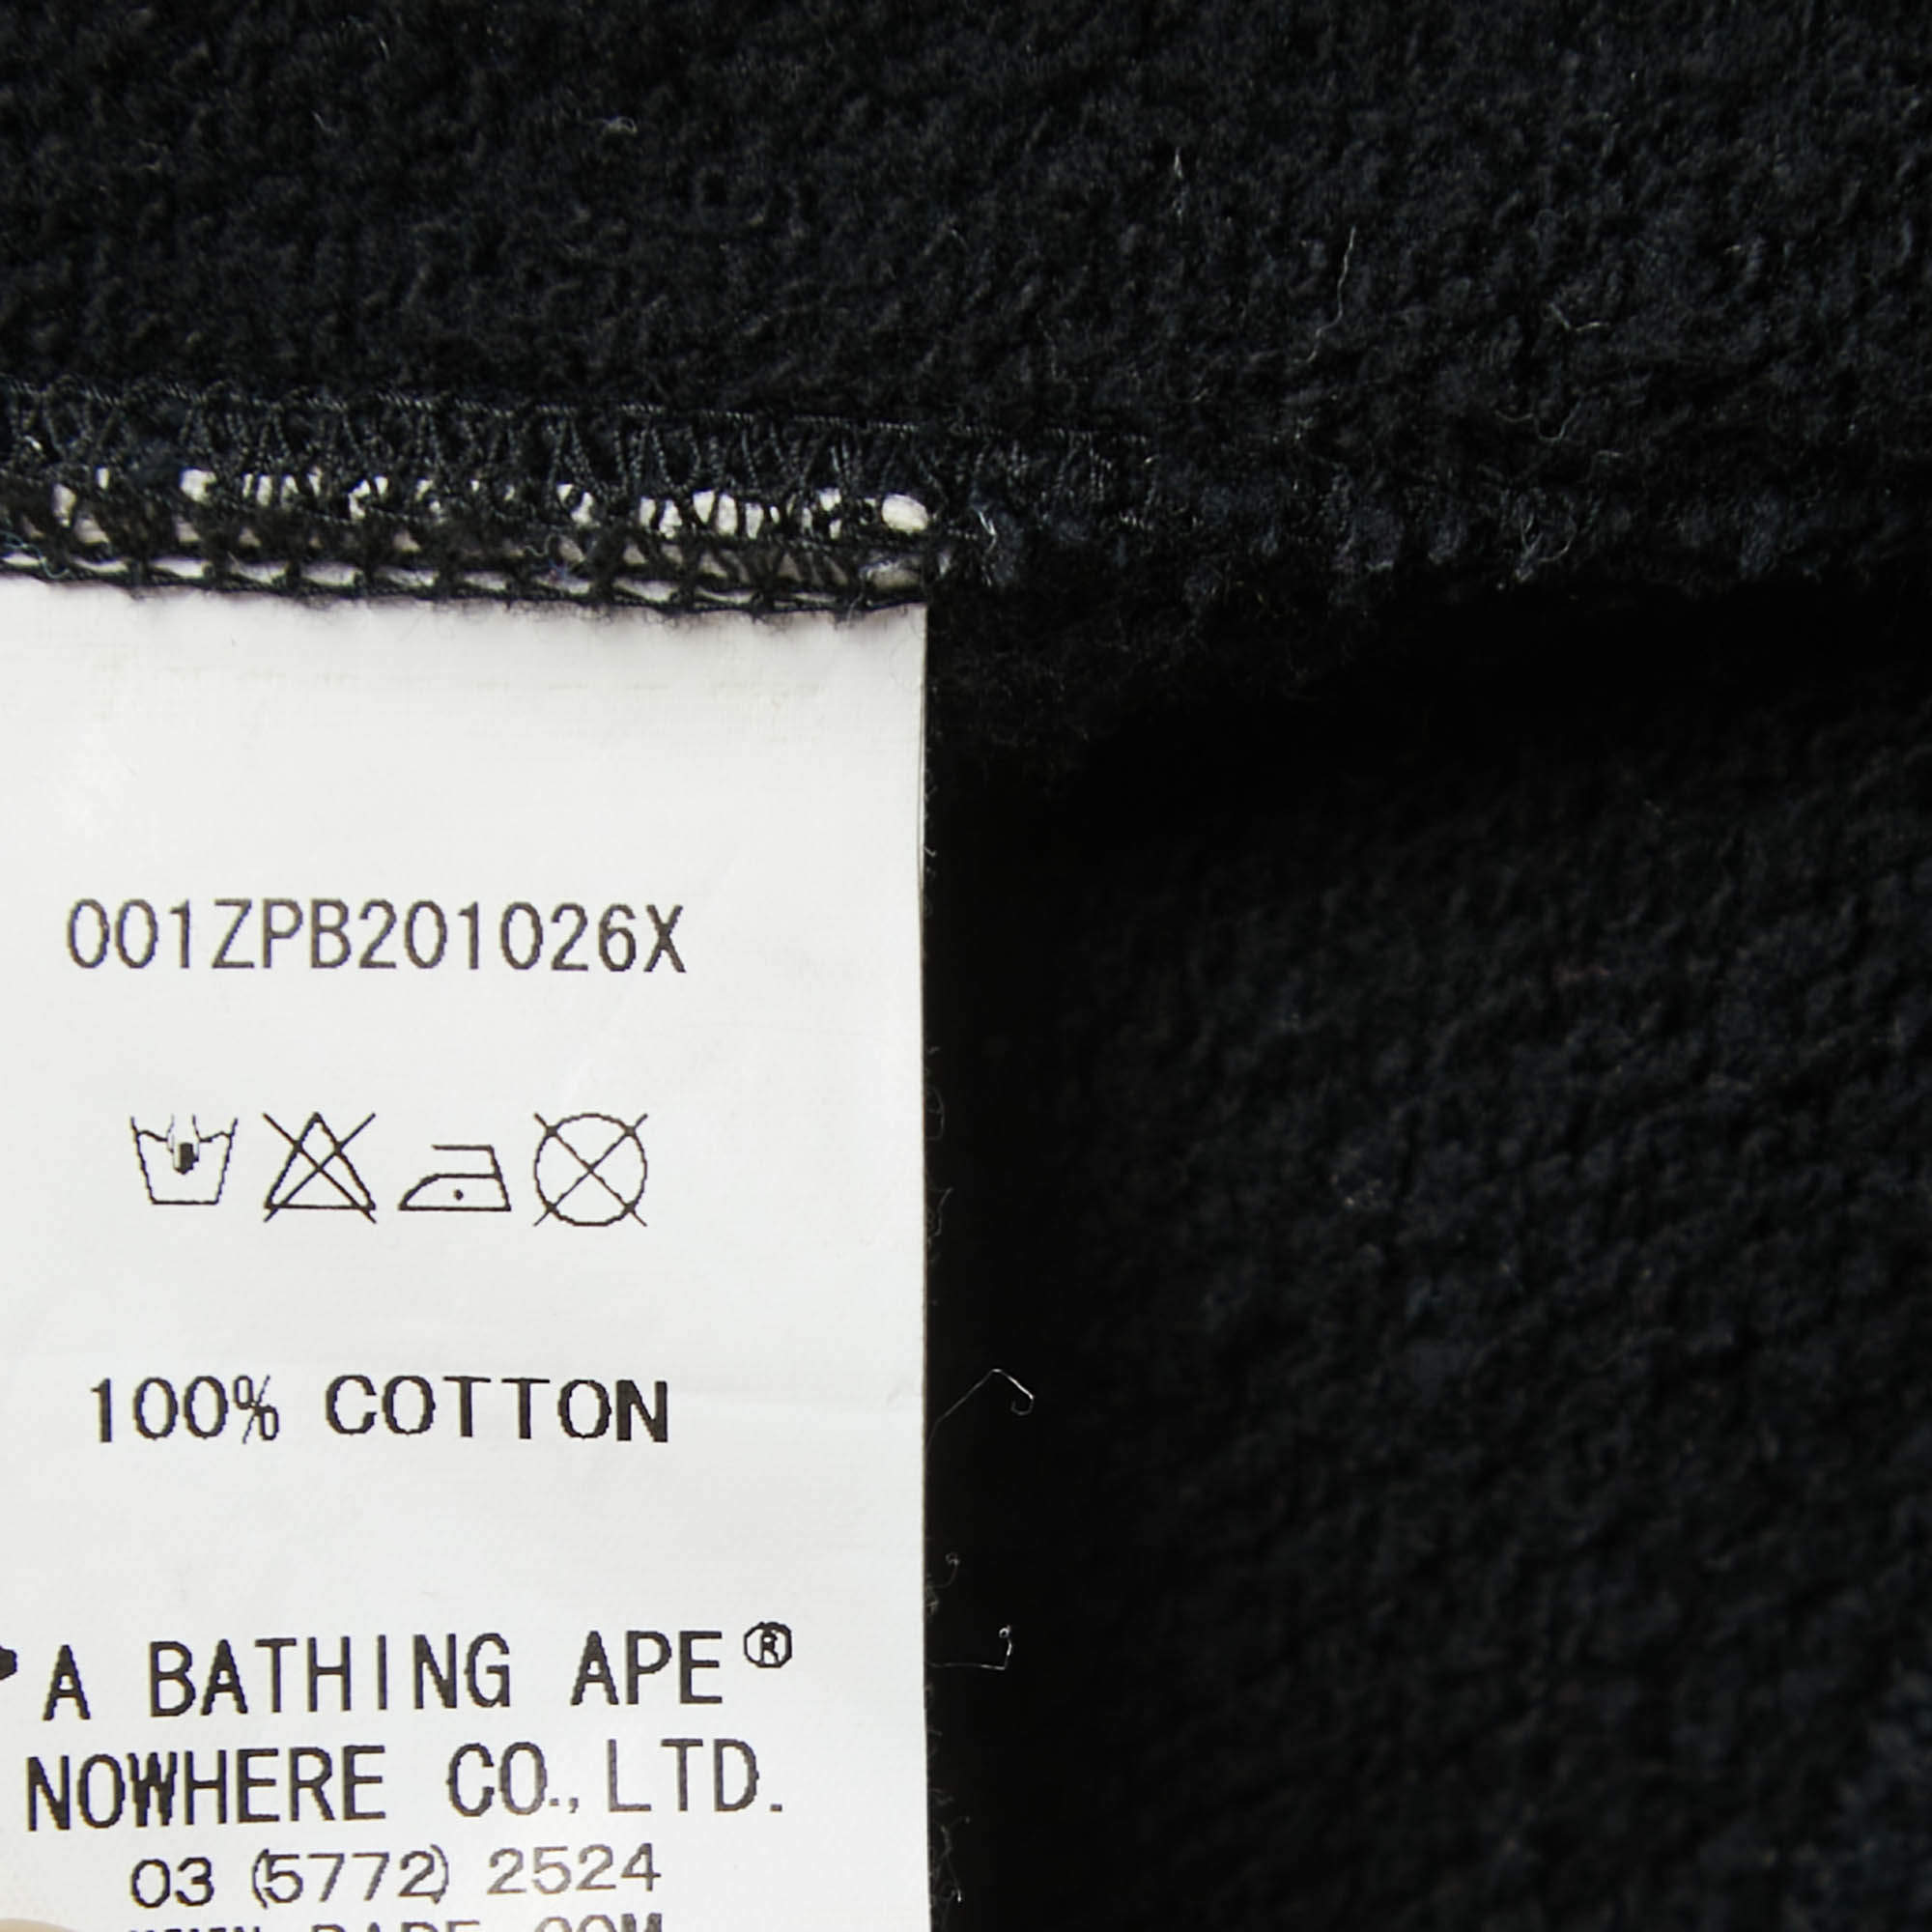 001ZPB201026X
100% COTTON
A BATHING APE®
NOWHERE CO.,LTD.
03 (5772) 2524